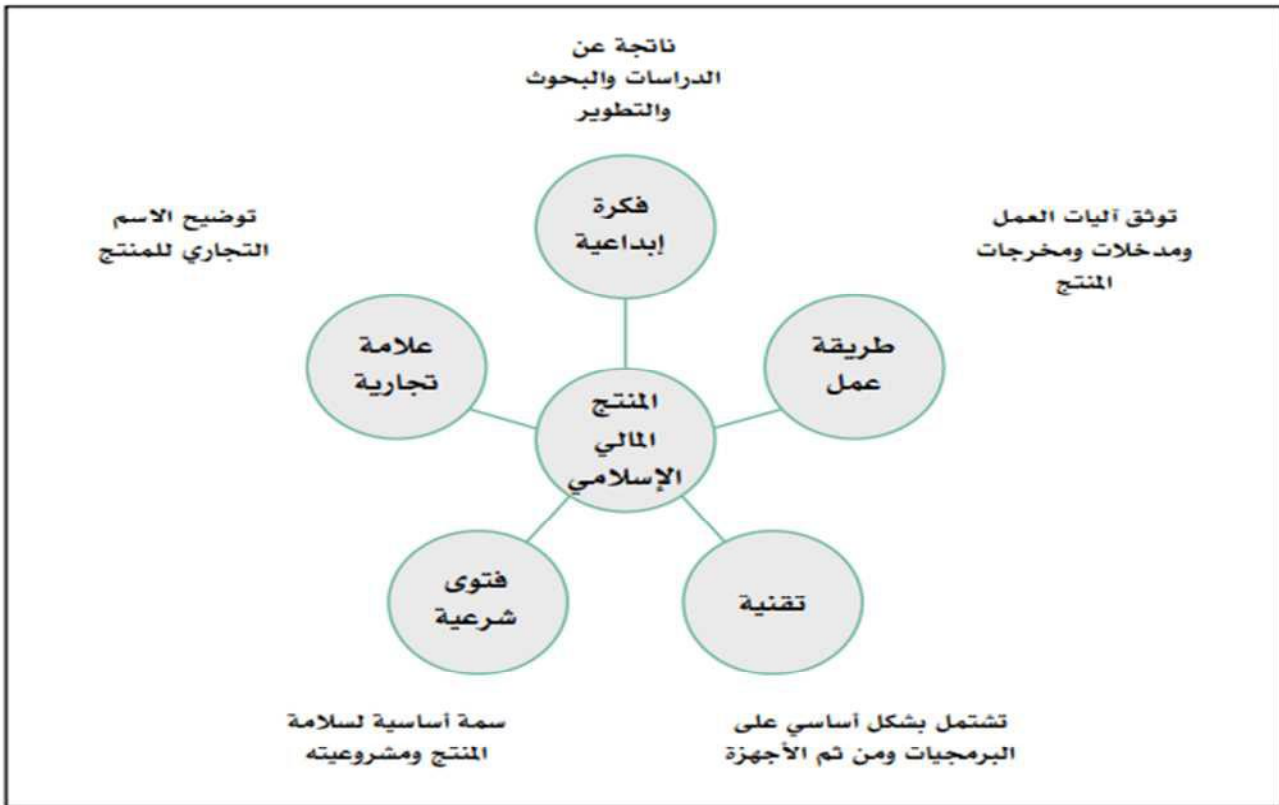 ناتجة عن
الدراسات والبحوث
والتطوير
فكرة
إبداعية
توثق آليات العمل
ومدخلات ومخرجات
المنتج
طريقة
عمل
توضيح الاسم
التجاري للمنتج
علامة
تجارية
المنتج
المالي
الإسلامي
تقنية
تشتمل بشكل أساسي على
البرمجيات ومن ثم الأجهزة
فتوى
شرعية
سمة أساسية لسلامة
المنتج ومشروعيته